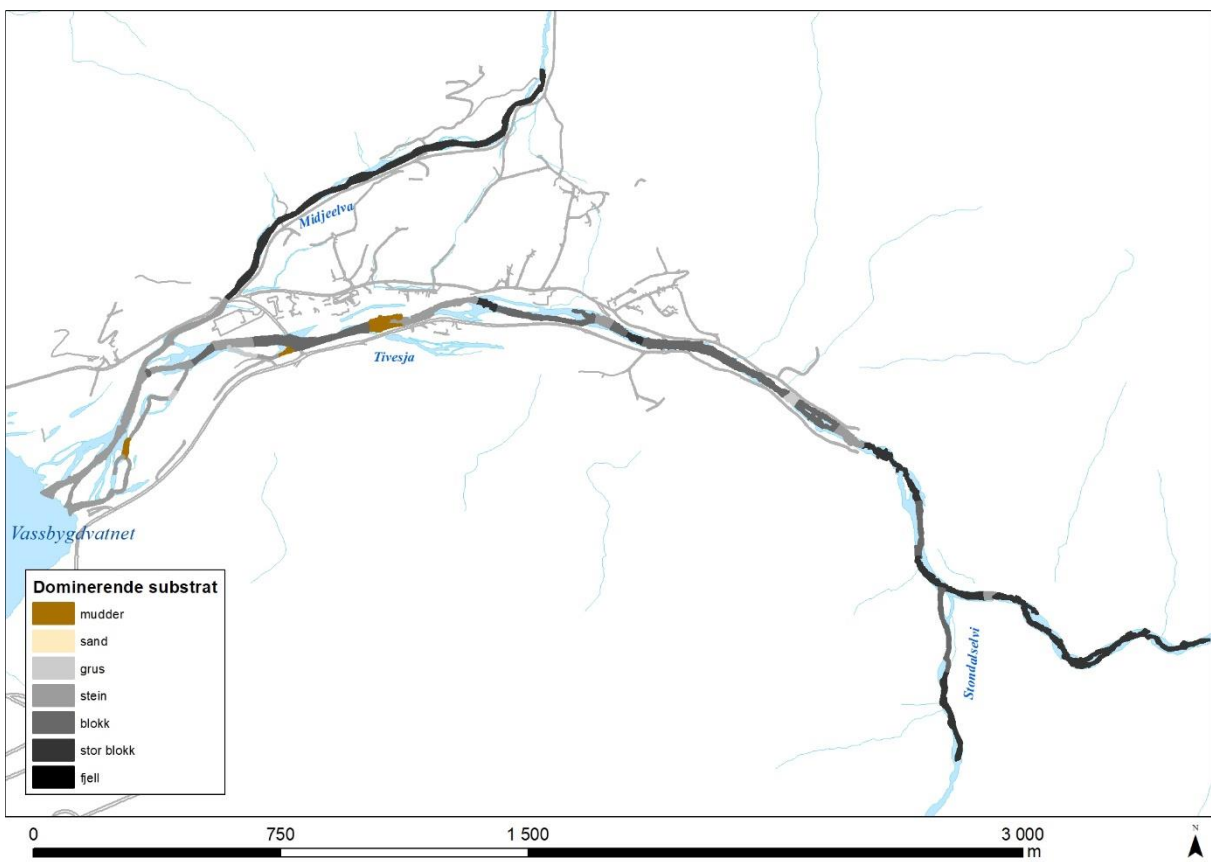 Midjeelva
Tivesja
Vassbygdvatnet
Stondalselvi
Dominerende substrat
mudder
sand
grus
stein
blokk
stor blokk
fjell
0 750 1 500 3 000
m
N